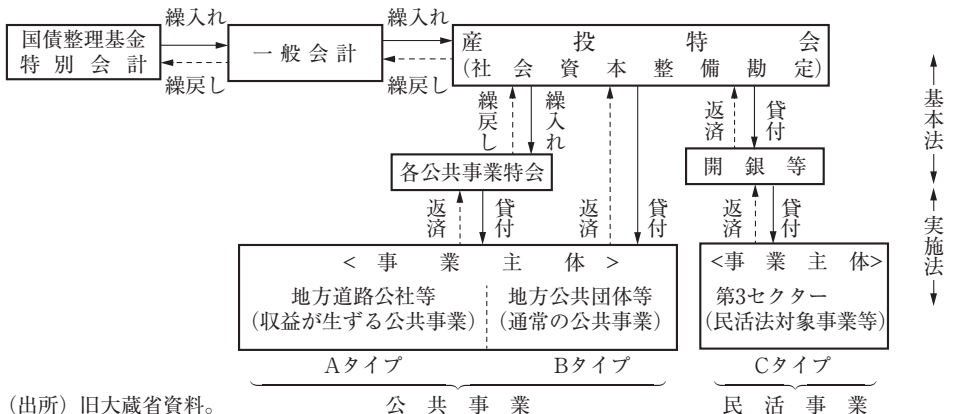 国債整理基金
特別会計
繰入れ
繰戻し
一般会計
繰入れ
繰戻し
産投特会
(社会資本整備勘定)
繰戻し
繰入れ
返済
貸付
各公共事業特会
開銀等
返済
貸付
返済
貸付
返済
貸付
<事業主体>
地方道路公社等
(収益が生ずる公共事業)
地方公共団体等
(通常の公共事業)
<事業主体>
第3セクター
(民活法対象事業等)
基本法
実施法
Aタイプ
Bタイプ
Cタイプ
公共事業
民活事業
(出所)旧大蔵省資料。